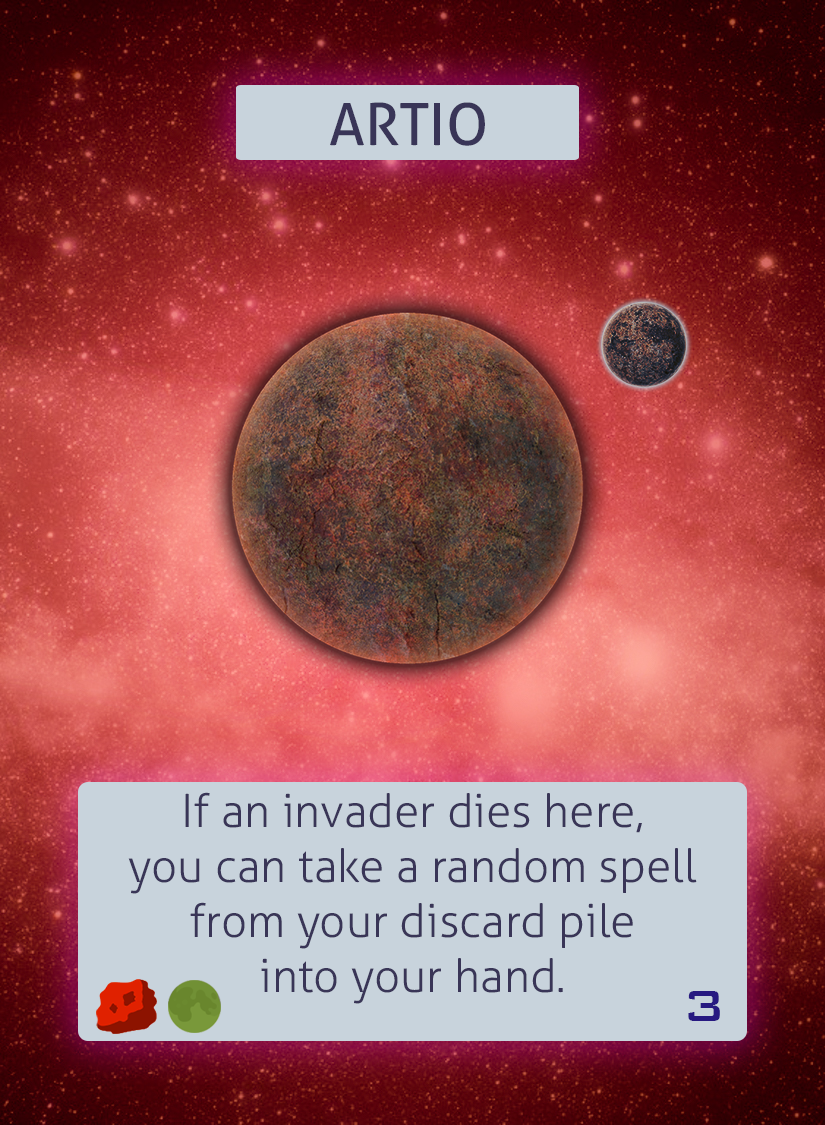 ARTIO
If an invader dies here,
you can take a random spell
from your discard pile
into your hand.
3